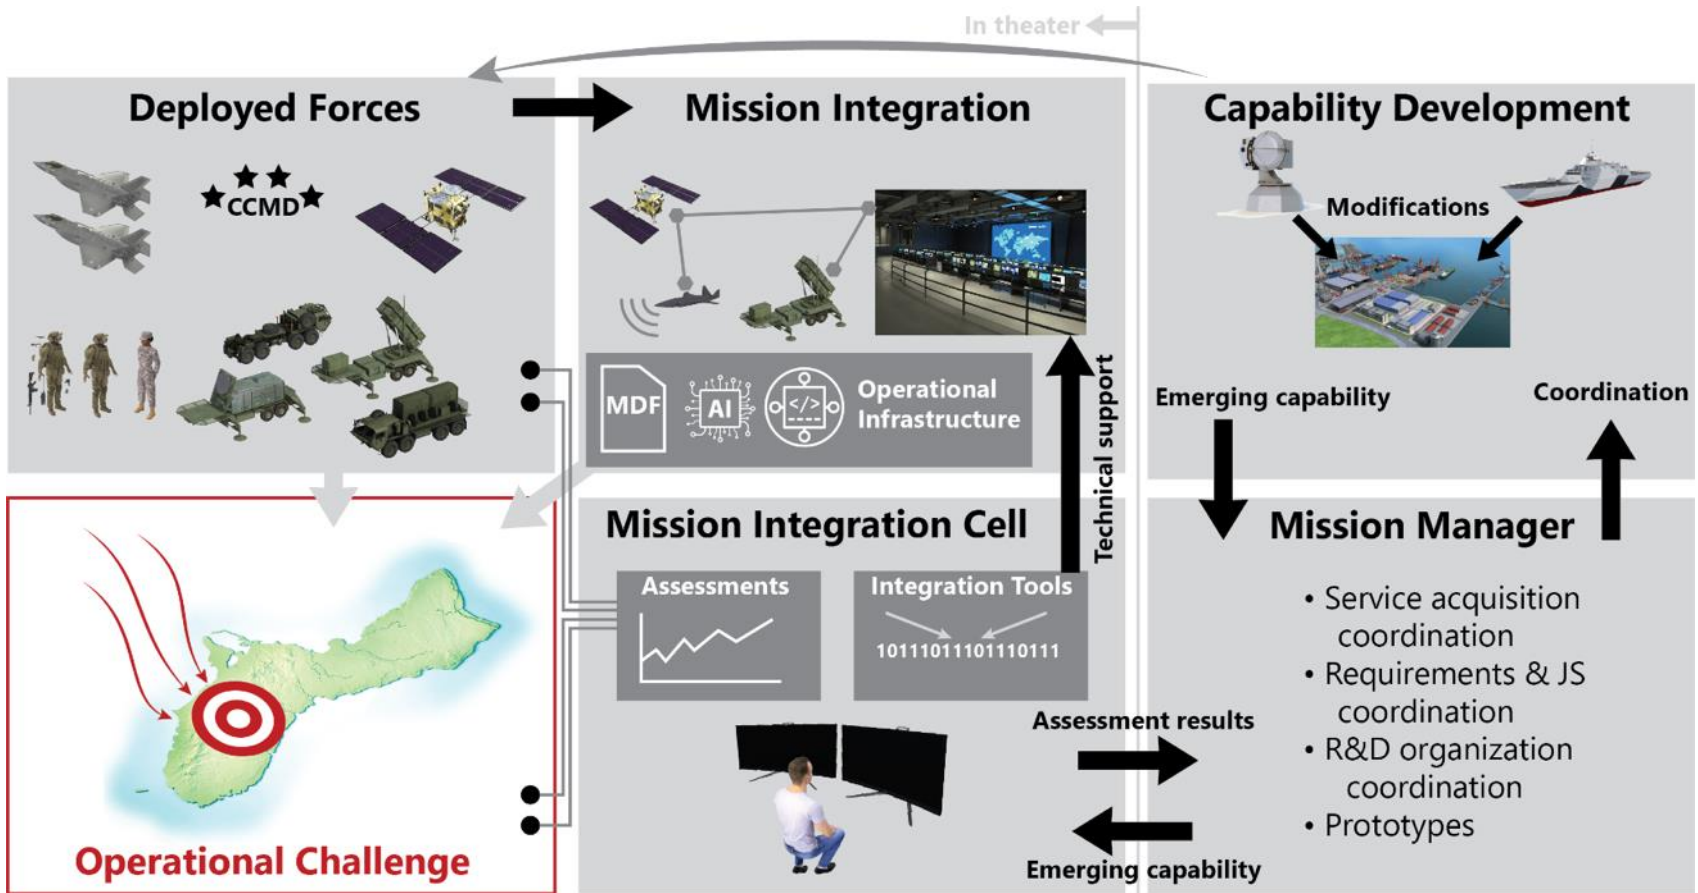 In theater
Deployed Forces
CCMD
Mission Integration
MDF
AI
</>
Operational
Infrastructure
Technical support
Capability Development
Modifications
Emerging capability
Coordination
Operational Challenge
Mission Integration Cell
Assessments
Integration Tools
10111011101110111
Assessment results
Emerging capability
Mission Manager
• Service acquisition
coordination
• Requirements & JS
coordination
• R&D organization
coordination
• Prototypes